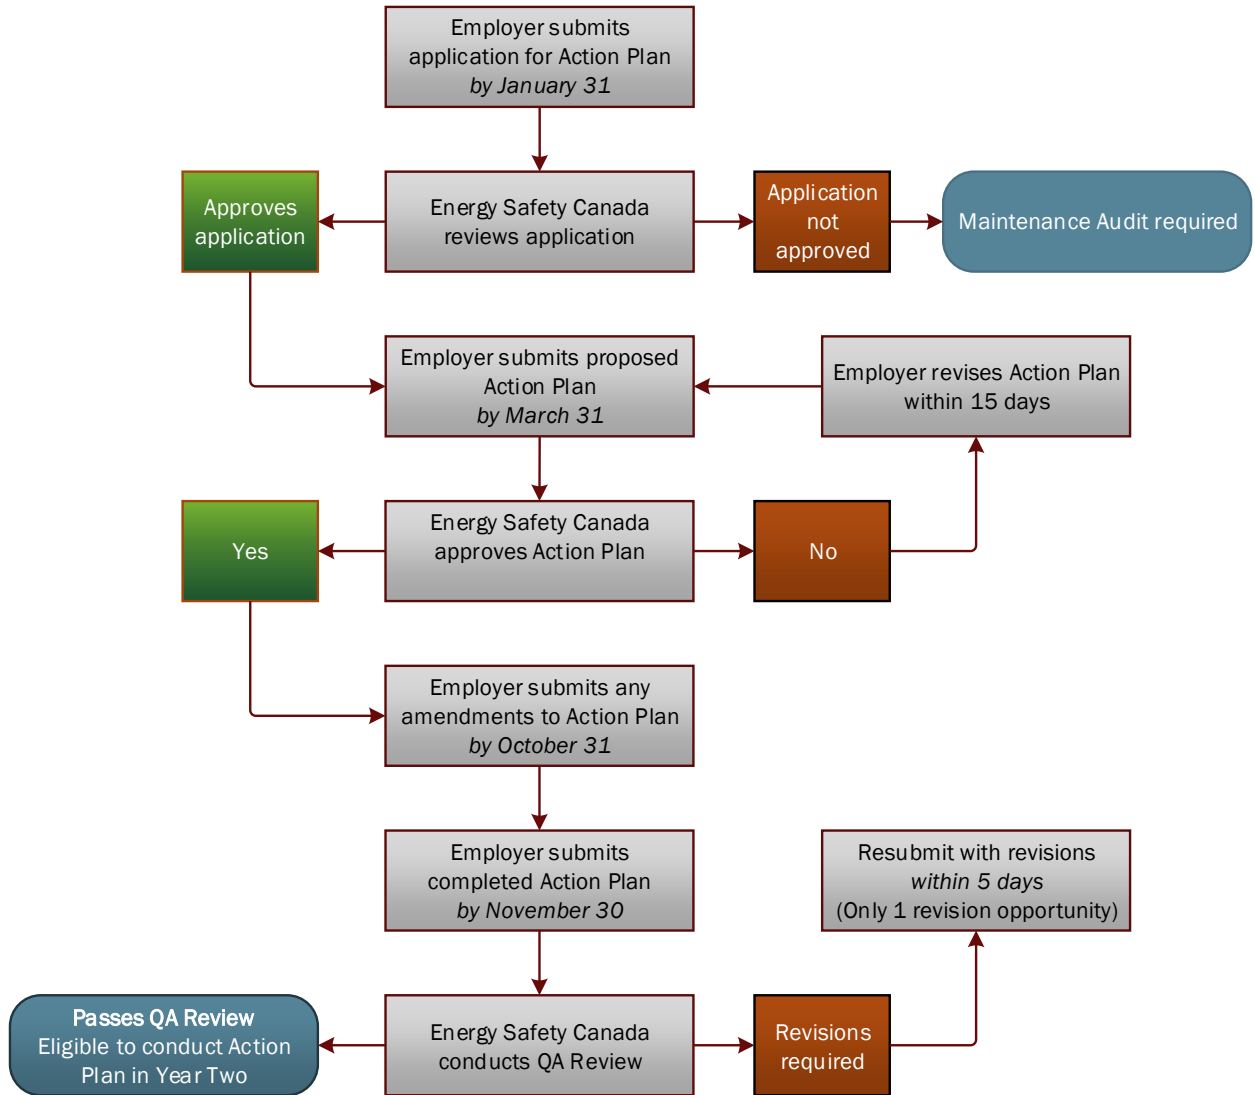 Employer submits
application for Action Plan
by January 31
Approves
application
Energy Safety Canada
reviews application
Application
not
approved
Maintenance Audit required
Employer submits proposed
Action Plan
by March 31
Employer revises Action Plan
within 15 days
Yes
Energy Safety Canada
approves Action Plan
No
Employer submits any
amendments to Action Plan
by October 31
Employer submits
completed Action Plan
by November 30
Resubmit with revisions
within 5 days
(Only 1 revision opportunity)
Passes QA Review
Eligible to conduct Action
Plan in Year Two
Energy Safety Canada
conducts QA Review
Revisions
required